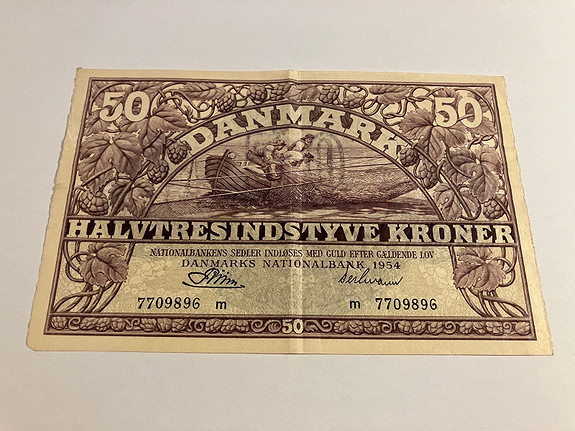 50 DANMARK 50
HALVTRESINDSTYVE KRONER
NATIONALBANKENS SEDLER INDLØSES MED GULD EFTER GÆLDENDE LOV
DANMARKS NATIONALBANK 1954
7709896 m m 7709896
50